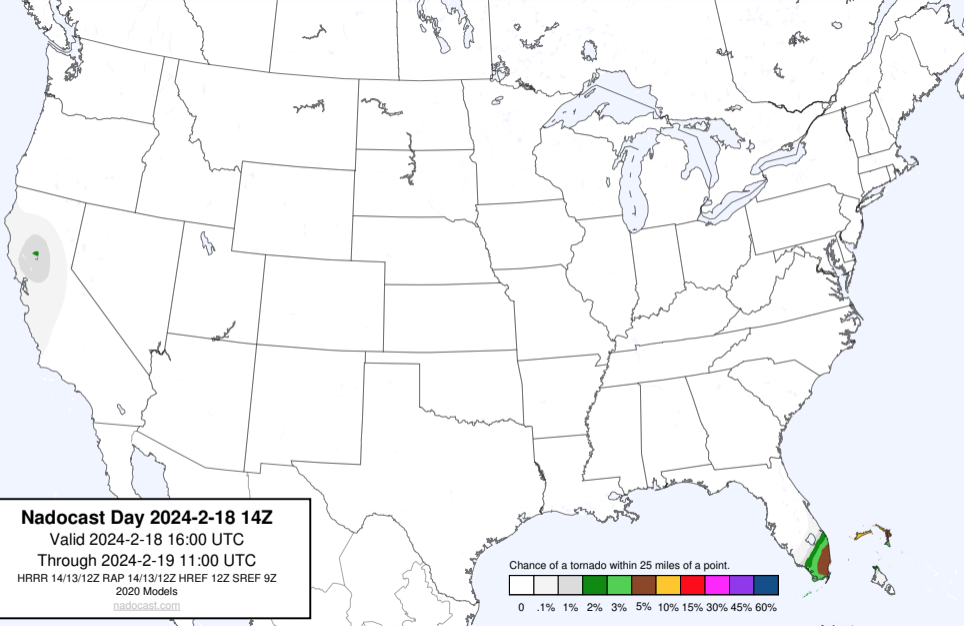 Nadocast Day 2024-2-18 14Z
Valid 2024-2-18 16:00 UTC
Through 2024-2-19 11:00 UTC
HRRR 14/13/12Z RAP 14/13/12Z HREF 12Z SREF 9Z
2020 Models
nadocast.com
Chance of a tornado within 25 miles of a point.
0 .1% 1% 2% 3% 5% 10% 15% 30% 45% 60%